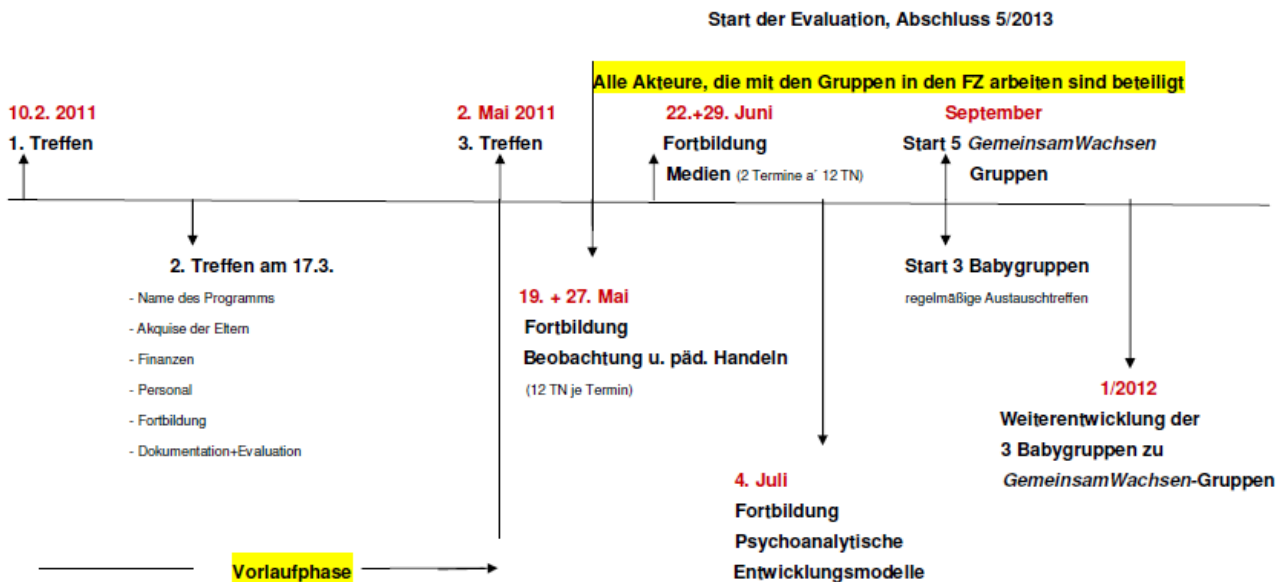 Start der Evaluation, Abschluss 5/2013
Alle Akteure, die mit den Gruppen in den FZ arbeiten sind beteiligt
10.2. 2011
1. Treffen
2. Mai 2011
3. Treffen
22.+29. Juni
Fortbildung
Medien (2 Termine a´ 12 TN)
September
Start 5 GemeinsamWachsen
Gruppen
2. Treffen am 17.3.
- Name des Programms
- Akquise der Eltern
- Finanzen
- Personal
- Fortbildung
- Dokumentation+Evaluation
19. + 27. Mai
Fortbildung
Beobachtung u. päd. Handeln
(12 TN je Termin)
Start 3 Babygruppen
regelmäßige Austauschtreffen
1/2012
Weiterentwicklung der
3 Babygruppen zu
GemeinsamWachsen-Gruppen
4. Juli
Fortbildung
Psychoanalytische
Entwicklungsmodelle
Vorlaufphase